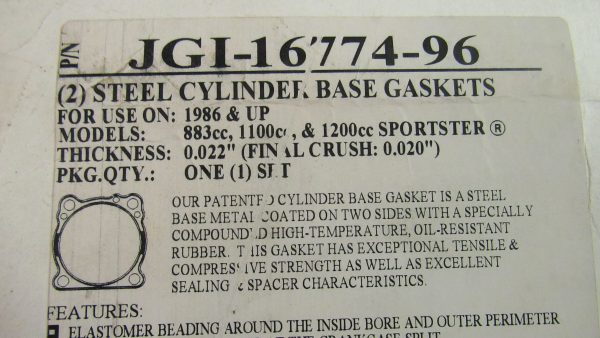 P/N JGI-16774-96
(2) STEEL CYLINDER BASE GASKETS
FOR USE ON: 1986 & UP
MODELS: 883cc, 1100cc, & 1200cc SPORTSTER ®
THICKNESS: 0.022" (FINAL CRUSH: 0.020")
PKG.QTY.: ONE (1) SET
OUR PATENTED CYLINDER BASE GASKET IS A STEEL
BASE METAL COATED ON TWO SIDES WITH A SPECIALLY
COMPOUNDED HIGH-TEMPERATURE, OIL-RESISTANT
RUBBER. THIS GASKET HAS EXCEPTIONAL TENSILE &
COMPRESSIVE STRENGTH AS WELL AS EXCELLENT
SEALING & SPACER CHARACTERISTICS.
FEATURES:
ELASTOMER BEADING AROUND THE INSIDE BORE AND OUTER PERIMETER
THE CRANKCASE SPLIT